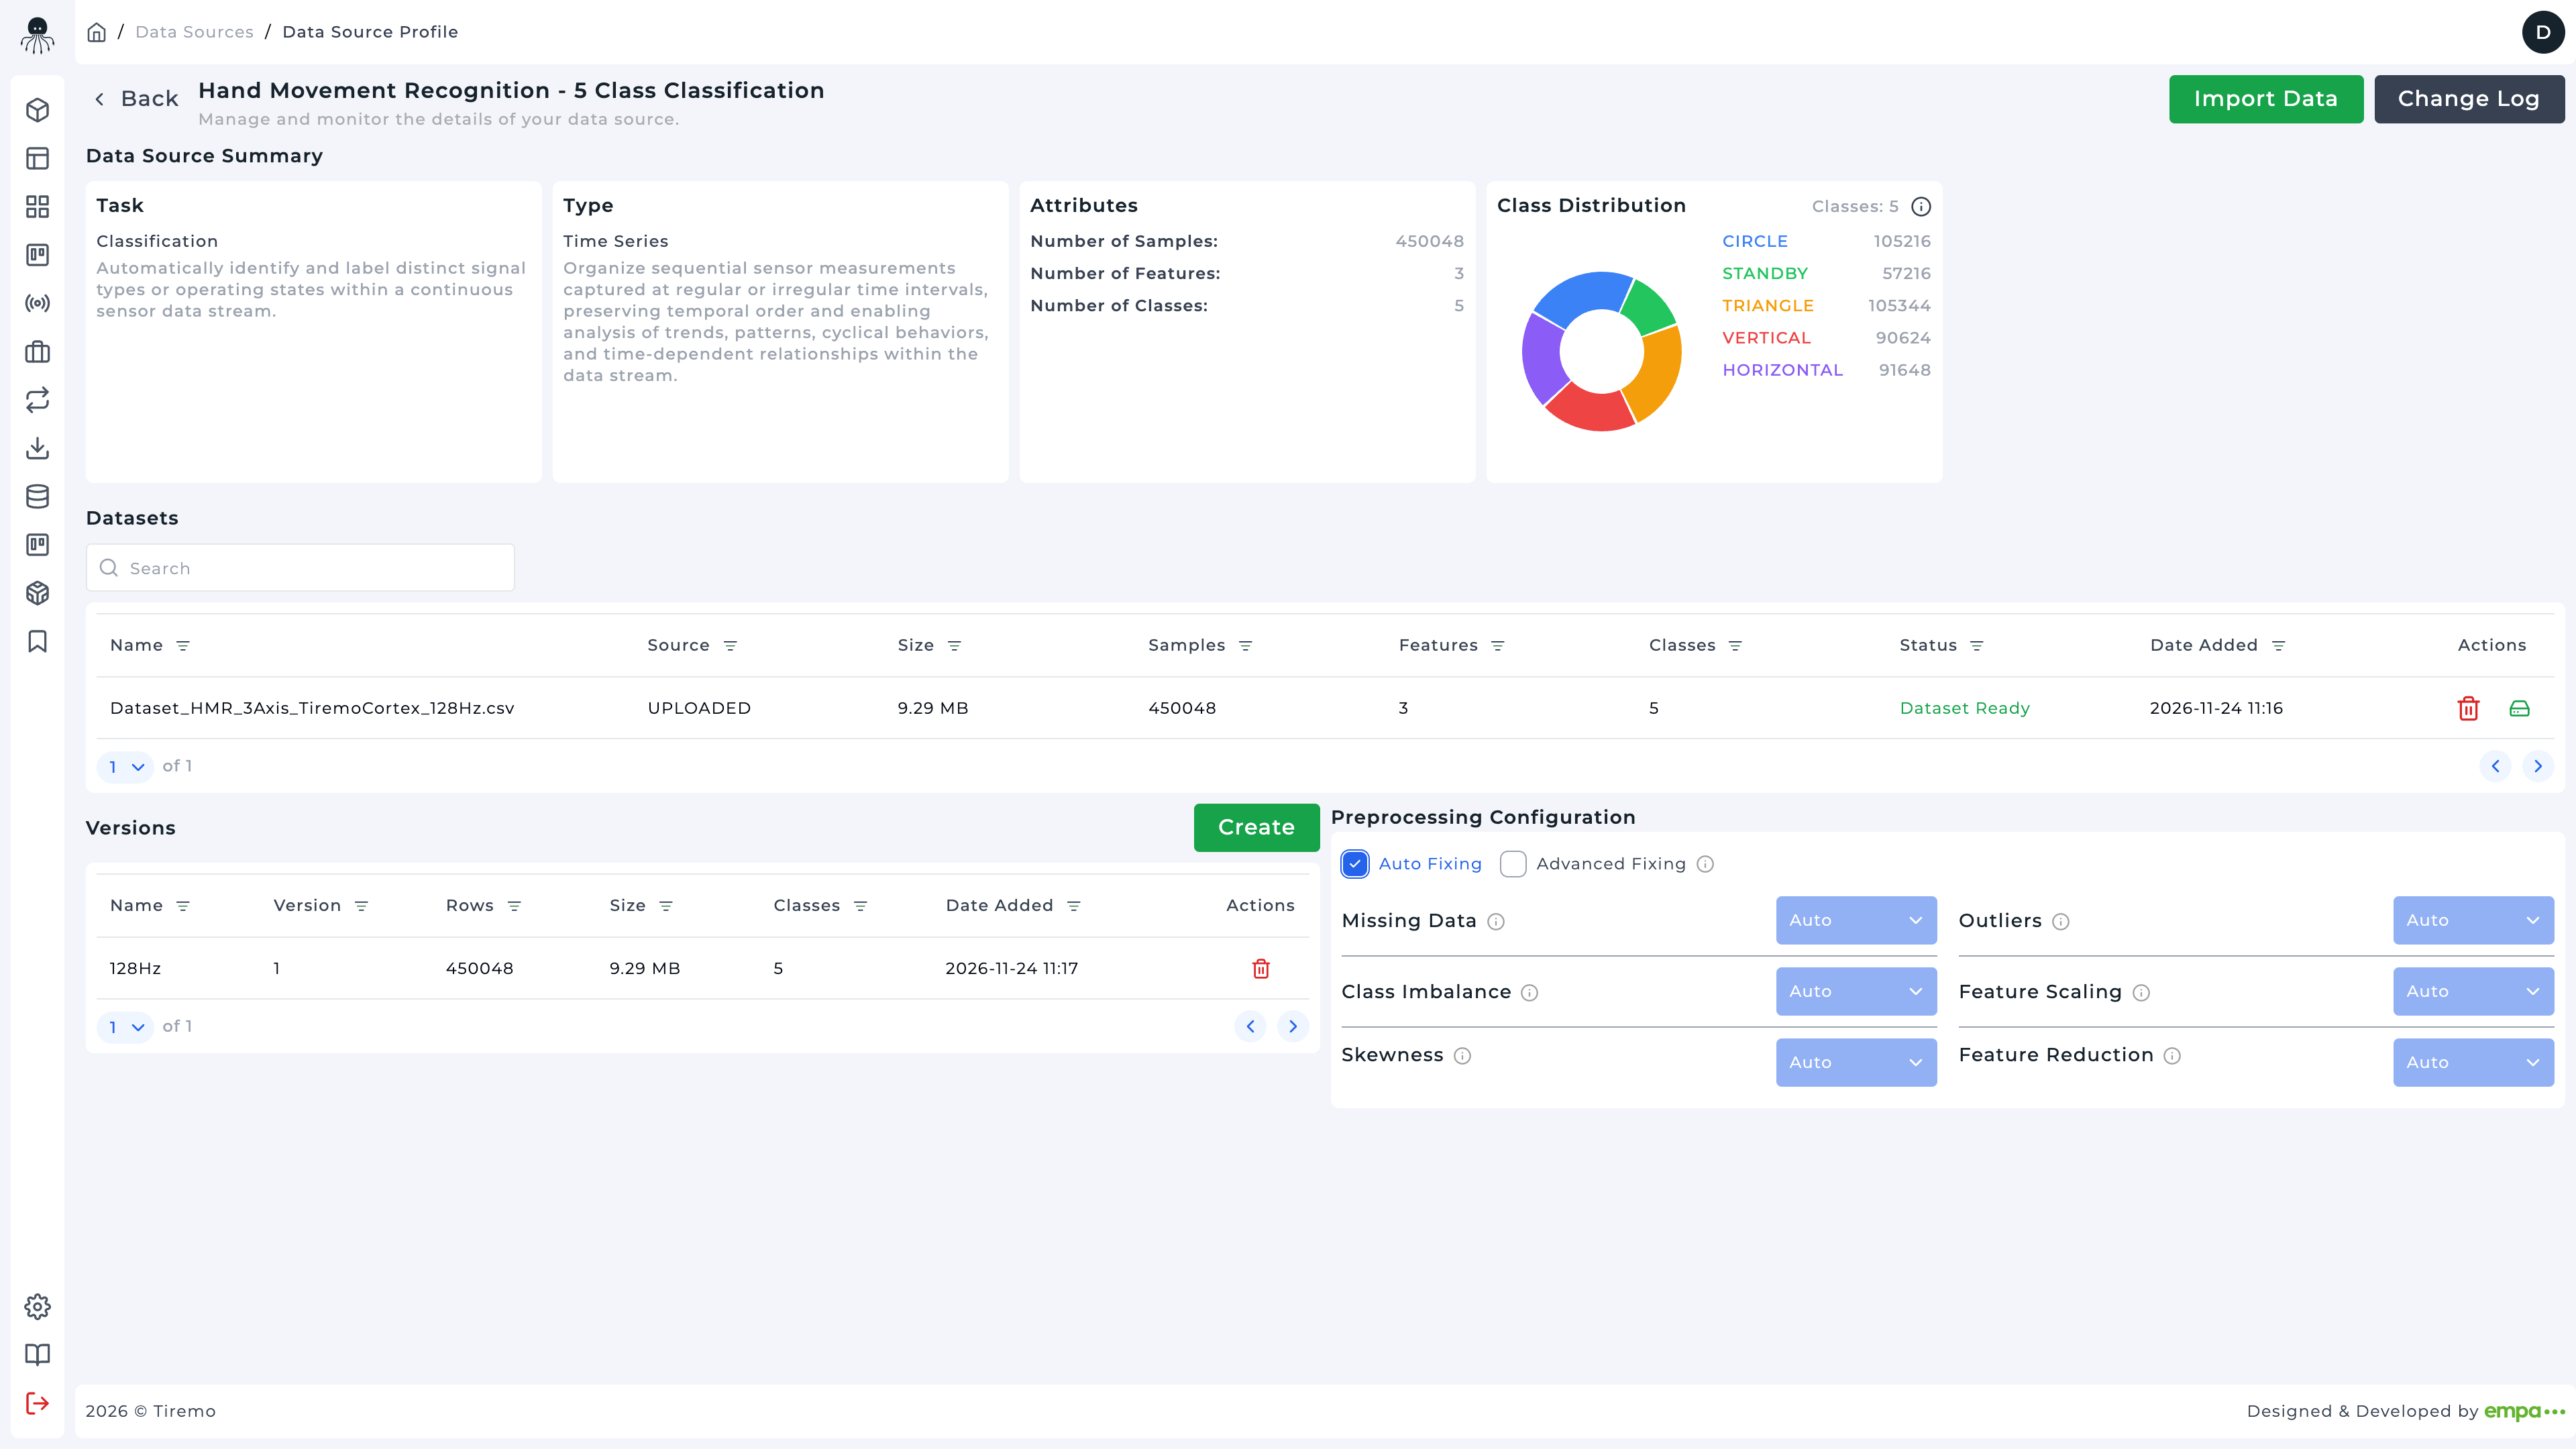 / Data Sources / Data Source Profile
D
Back
Hand Movement Recognition - 5 Class Classification
Manage and monitor the details of your data source.
Import Data
Change Log
Data Source Summary
Task
Classification
Automatically identify and label distinct signal
types or operating states within a continuous
sensor data stream.
Type
Time Series
Organize sequential sensor measurements
captured at regular or irregular time intervals,
preserving temporal order and enabling
analysis of trends, patterns, cyclical behaviors,
and time-dependent relationships within the
data stream.
Attributes
Number of Samples: 450048
Number of Features: 3
Number of Classes: 5
Class Distribution Classes: 5
CIRCLE 105216
STANDBY 57216
TRIANGLE 105344
VERTICAL 90624
HORIZONTAL 91648
Datasets
Search
Name Source Size Samples Features Classes Status Date Added Actions
Dataset_HMR_3Axis_TiremoCortex_128Hz.csv UPLOADED 9.29 MB 450048 3 5 Dataset Ready 2026-11-24 11:16
1 of 1
Versions
Create
Name Version Rows Size Classes Date Added Actions
128Hz 1 450048 9.29 MB 5 2026-11-24 11:17
1 of 1
Preprocessing Configuration
Auto Fixing Advanced Fixing
Missing Data Auto Outliers Auto
Class Imbalance Auto Feature Scaling Auto
Skewness Auto Feature Reduction Auto
2026 © Tiremo
Designed & Developed by empa